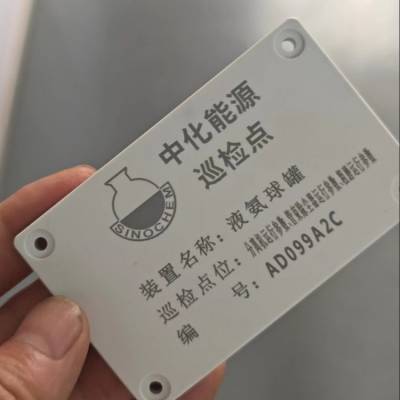 中化能源
巡检点
SINOCHEM
装置名称：液氨球罐
巡检点位：
编 号：AD099A2C